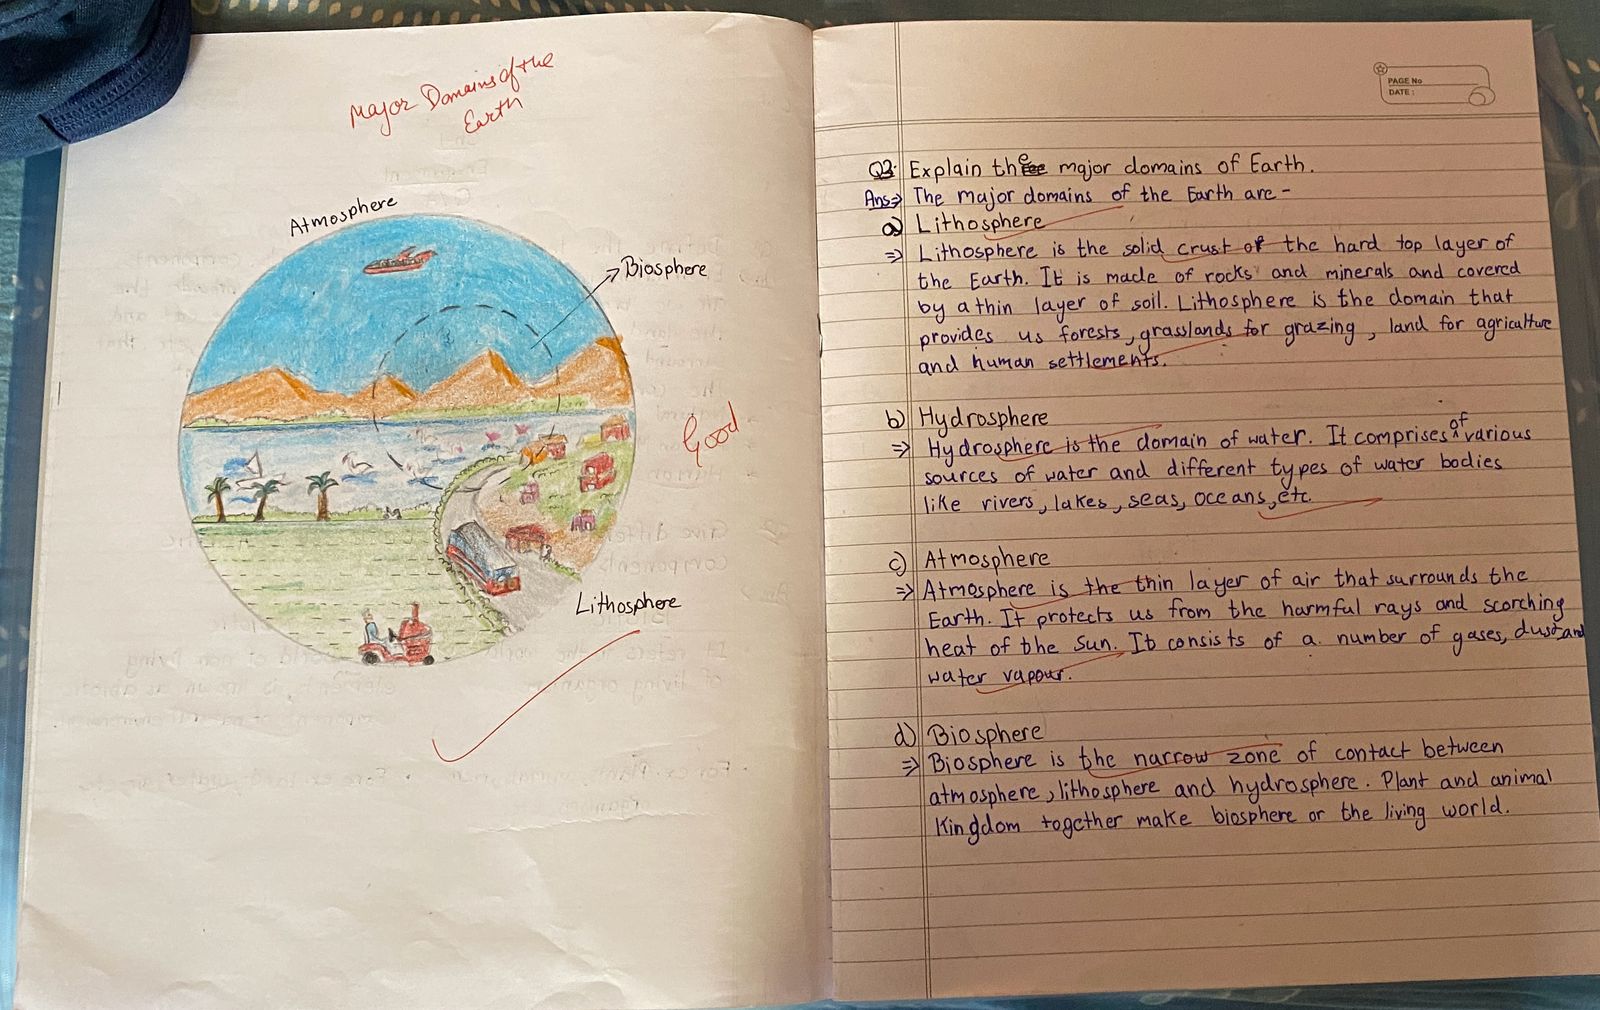 Major Domains of the
Earth
Atmosphere
Biosphere
Good
Lithosphere
PAGE No
DATE :
Q3. Explain the major domains of Earth.
Ans⇒ The major domains of the Earth are -
a) Lithosphere
⇒ Lithosphere is the solid crust of the hard top layer of
the Earth. It is made of rocks and minerals and covered
by a thin layer of soil. Lithosphere is the domain that
provides us forests, grasslands for grazing, land for agriculture
and human settlements.
b) Hydrosphere
⇒ Hydrosphere is the domain of water. It comprises of various
sources of water and different types of water bodies
like rivers, lakes, seas, oceans, etc.
c) Atmosphere
⇒ Atmosphere is the thin layer of air that surrounds the
Earth. It protects us from the harmful rays and scorching
heat of the Sun. It consists of a number of gases, dust and
water vapour.
d) Biosphere
⇒ Biosphere is the narrow zone of contact between
atmosphere, lithosphere and hydrosphere. Plant and animal
Kingdom together make biosphere or the living world.